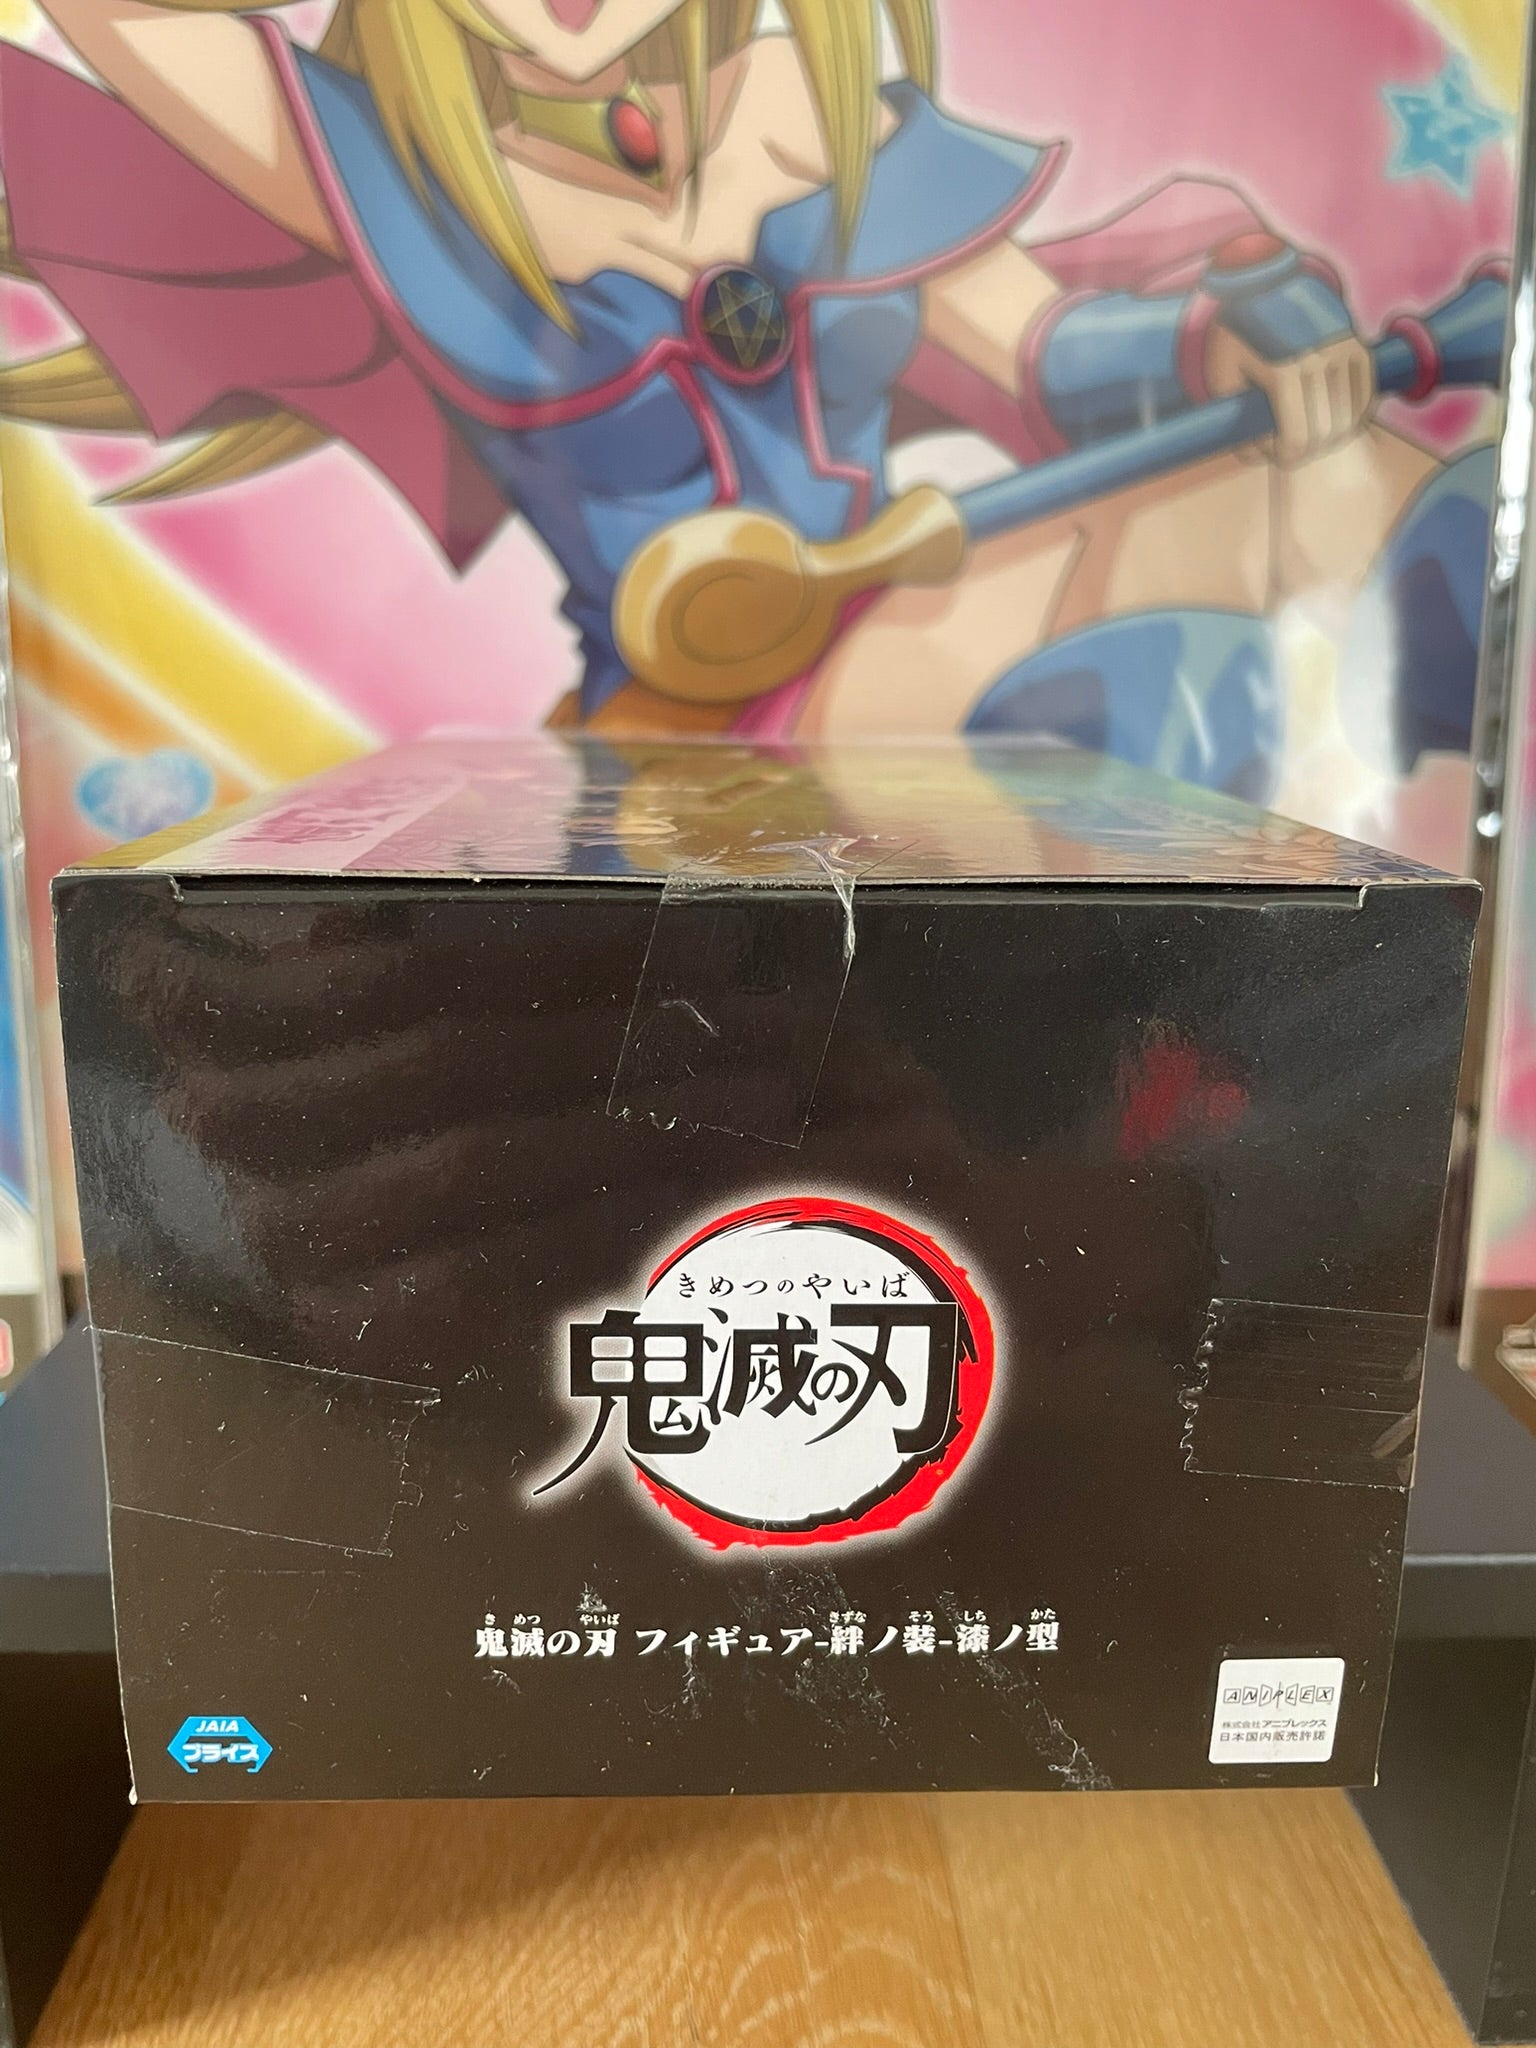 きめつのやいば
鬼滅の刃
き めつ やいば きずな そう しち かた
鬼滅の刃 フィギュア-絆ノ装-漆ノ型
JAIA
プライズ
ANIPLEX
株式会社アニプレックス
日本国内販売許諾